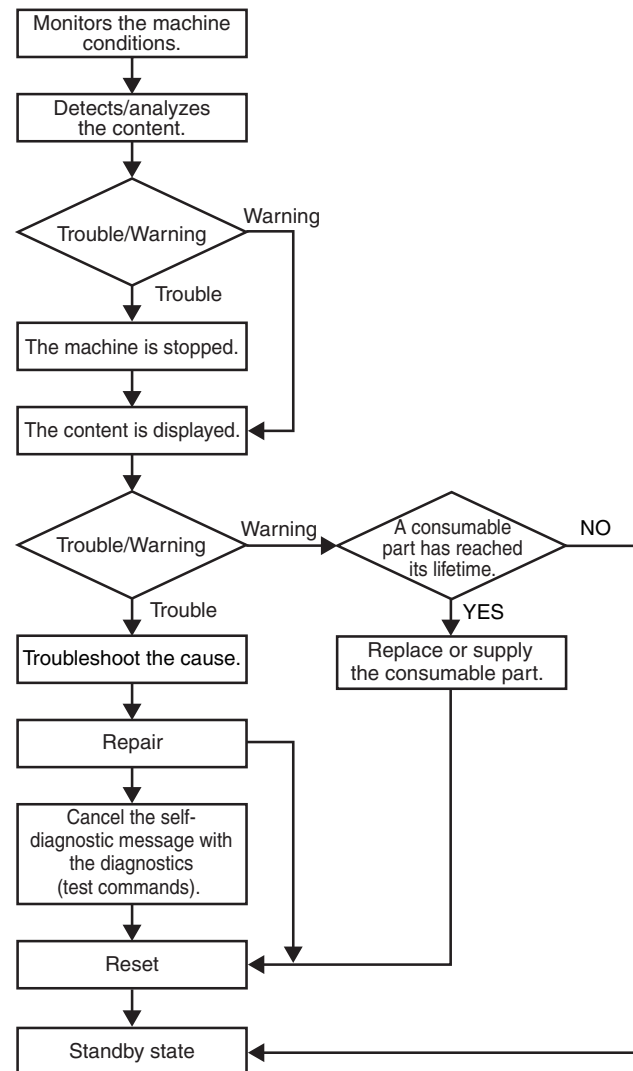 Monitors the machine
conditions.
Detects/analyzes
the content.
Trouble/Warning
Warning
Trouble
The machine is stopped.
The content is displayed.
Trouble/Warning
Warning
A consumable
part has reached
its lifetime.
NO
Trouble
YES
Troubleshoot the cause.
Replace or supply
the consumable part.
Repair
Cancel the self-
diagnostic message with
the diagnostics
(test commands).
Reset
Standby state